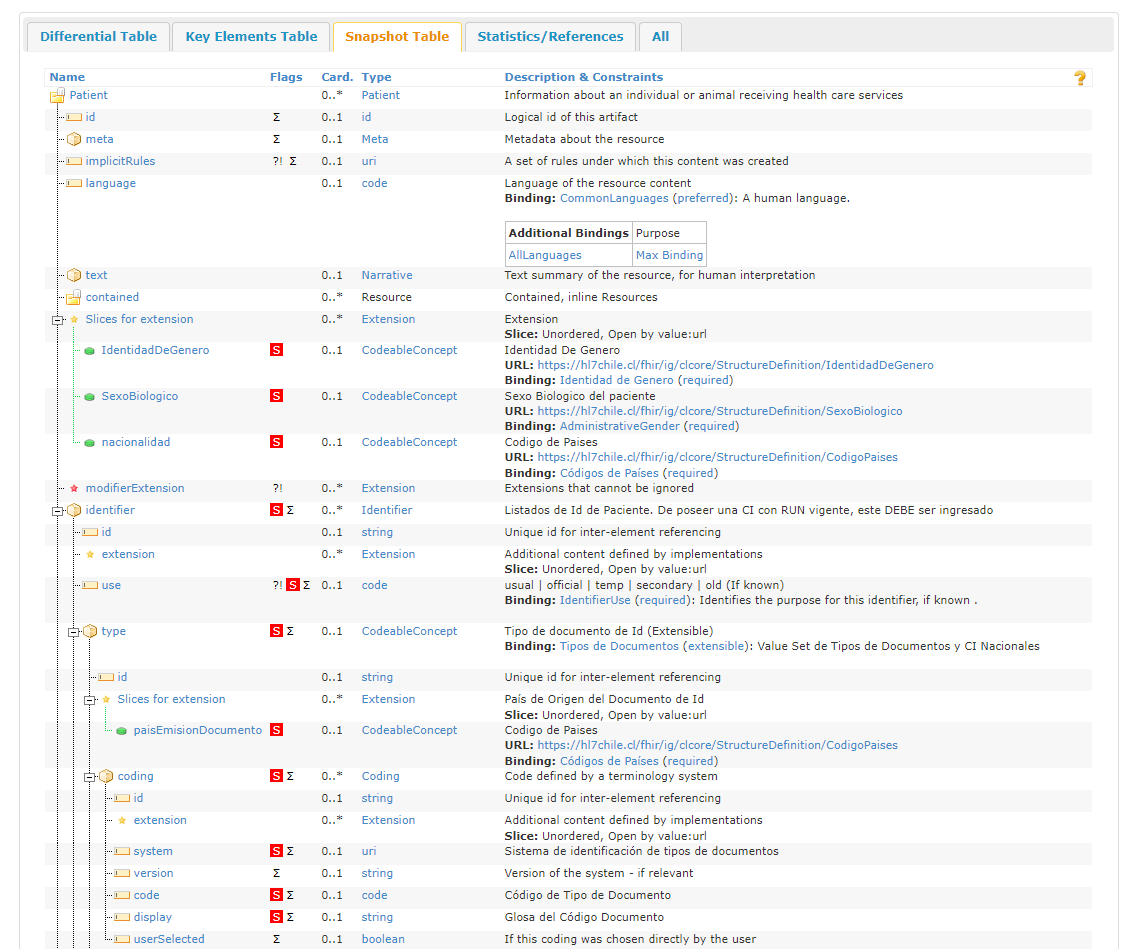 Differential Table Key Elements Table Snapshot Table Statistics/References All
Name Flags Card. Type Description & Constraints ?
Patient 0..* Patient Information about an individual or animal receiving health care services
id Σ 0..1 id Logical id of this artifact
meta Σ 0..1 Meta Metadata about the resource
implicitRules ?! Σ 0..1 uri A set of rules under which this content was created
language 0..1 code Language of the resource content
Binding: CommonLanguages (preferred): A human language.
Additional Bindings Purpose
AllLanguages Max Binding
text 0..1 Narrative Text summary of the resource, for human interpretation
contained 0..* Resource Contained, inline Resources
Slices for extension 0..* Extension Extension
Slice: Unordered, Open by value:url
IdentidadDeGenero S 0..1 CodeableConcept Identidad De Genero
URL: https://hl7chile.cl/fhir/ig/clcore/StructureDefinition/IdentidadDeGenero
Binding: Identidad de Genero (required)
SexoBiologico S 0..1 CodeableConcept Sexo Biologico del paciente
URL: https://hl7chile.cl/fhir/ig/clcore/StructureDefinition/SexoBiologico
Binding: AdministrativeGender (required)
nacionalidad S 0..1 CodeableConcept Codigo de Paises
URL: https://hl7chile.cl/fhir/ig/clcore/StructureDefinition/CodigoPaises
Binding: Códigos de Países (required)
modifierExtension ?! 0..* Extension Extensions that cannot be ignored
identifier S Σ 0..* Identifier Listados de Id de Paciente. De poseer una CI con RUN vigente, este DEBE ser ingresado
id 0..1 string Unique id for inter-element referencing
extension 0..* Extension Additional content defined by implementations
Slice: Unordered, Open by value:url
use ?! S Σ 0..1 code usual | official | temp | secondary | old (If known)
Binding: IdentifierUse (required): Identifies the purpose for this identifier, if known .
type S Σ 0..1 CodeableConcept Tipo de documento de Id (Extensible)
Binding: Tipos de Documentos (extensible): Value Set de Tipos de Documentos y CI Nacionales
id 0..1 string Unique id for inter-element referencing
Slices for extension 0..* Extension País de Origen del Documento de Id
Slice: Unordered, Open by value:url
paisEmisionDocumento S 0..1 CodeableConcept Codigo de Paises
URL: https://hl7chile.cl/fhir/ig/clcore/StructureDefinition/CodigoPaises
Binding: Códigos de Países (required)
coding S Σ 0..* Coding Code defined by a terminology system
id 0..1 string Unique id for inter-element referencing
extension 0..* Extension Additional content defined by implementations
Slice: Unordered, Open by value:url
system S Σ 0..1 uri Sistema de identificación de tipos de documentos
version Σ 0..1 string Version of the system - if relevant
code S Σ 0..1 code Código de Tipo de Documento
display S Σ 0..1 string Glosa del Código Documento
userSelected Σ 0..1 boolean If this coding was chosen directly by the user